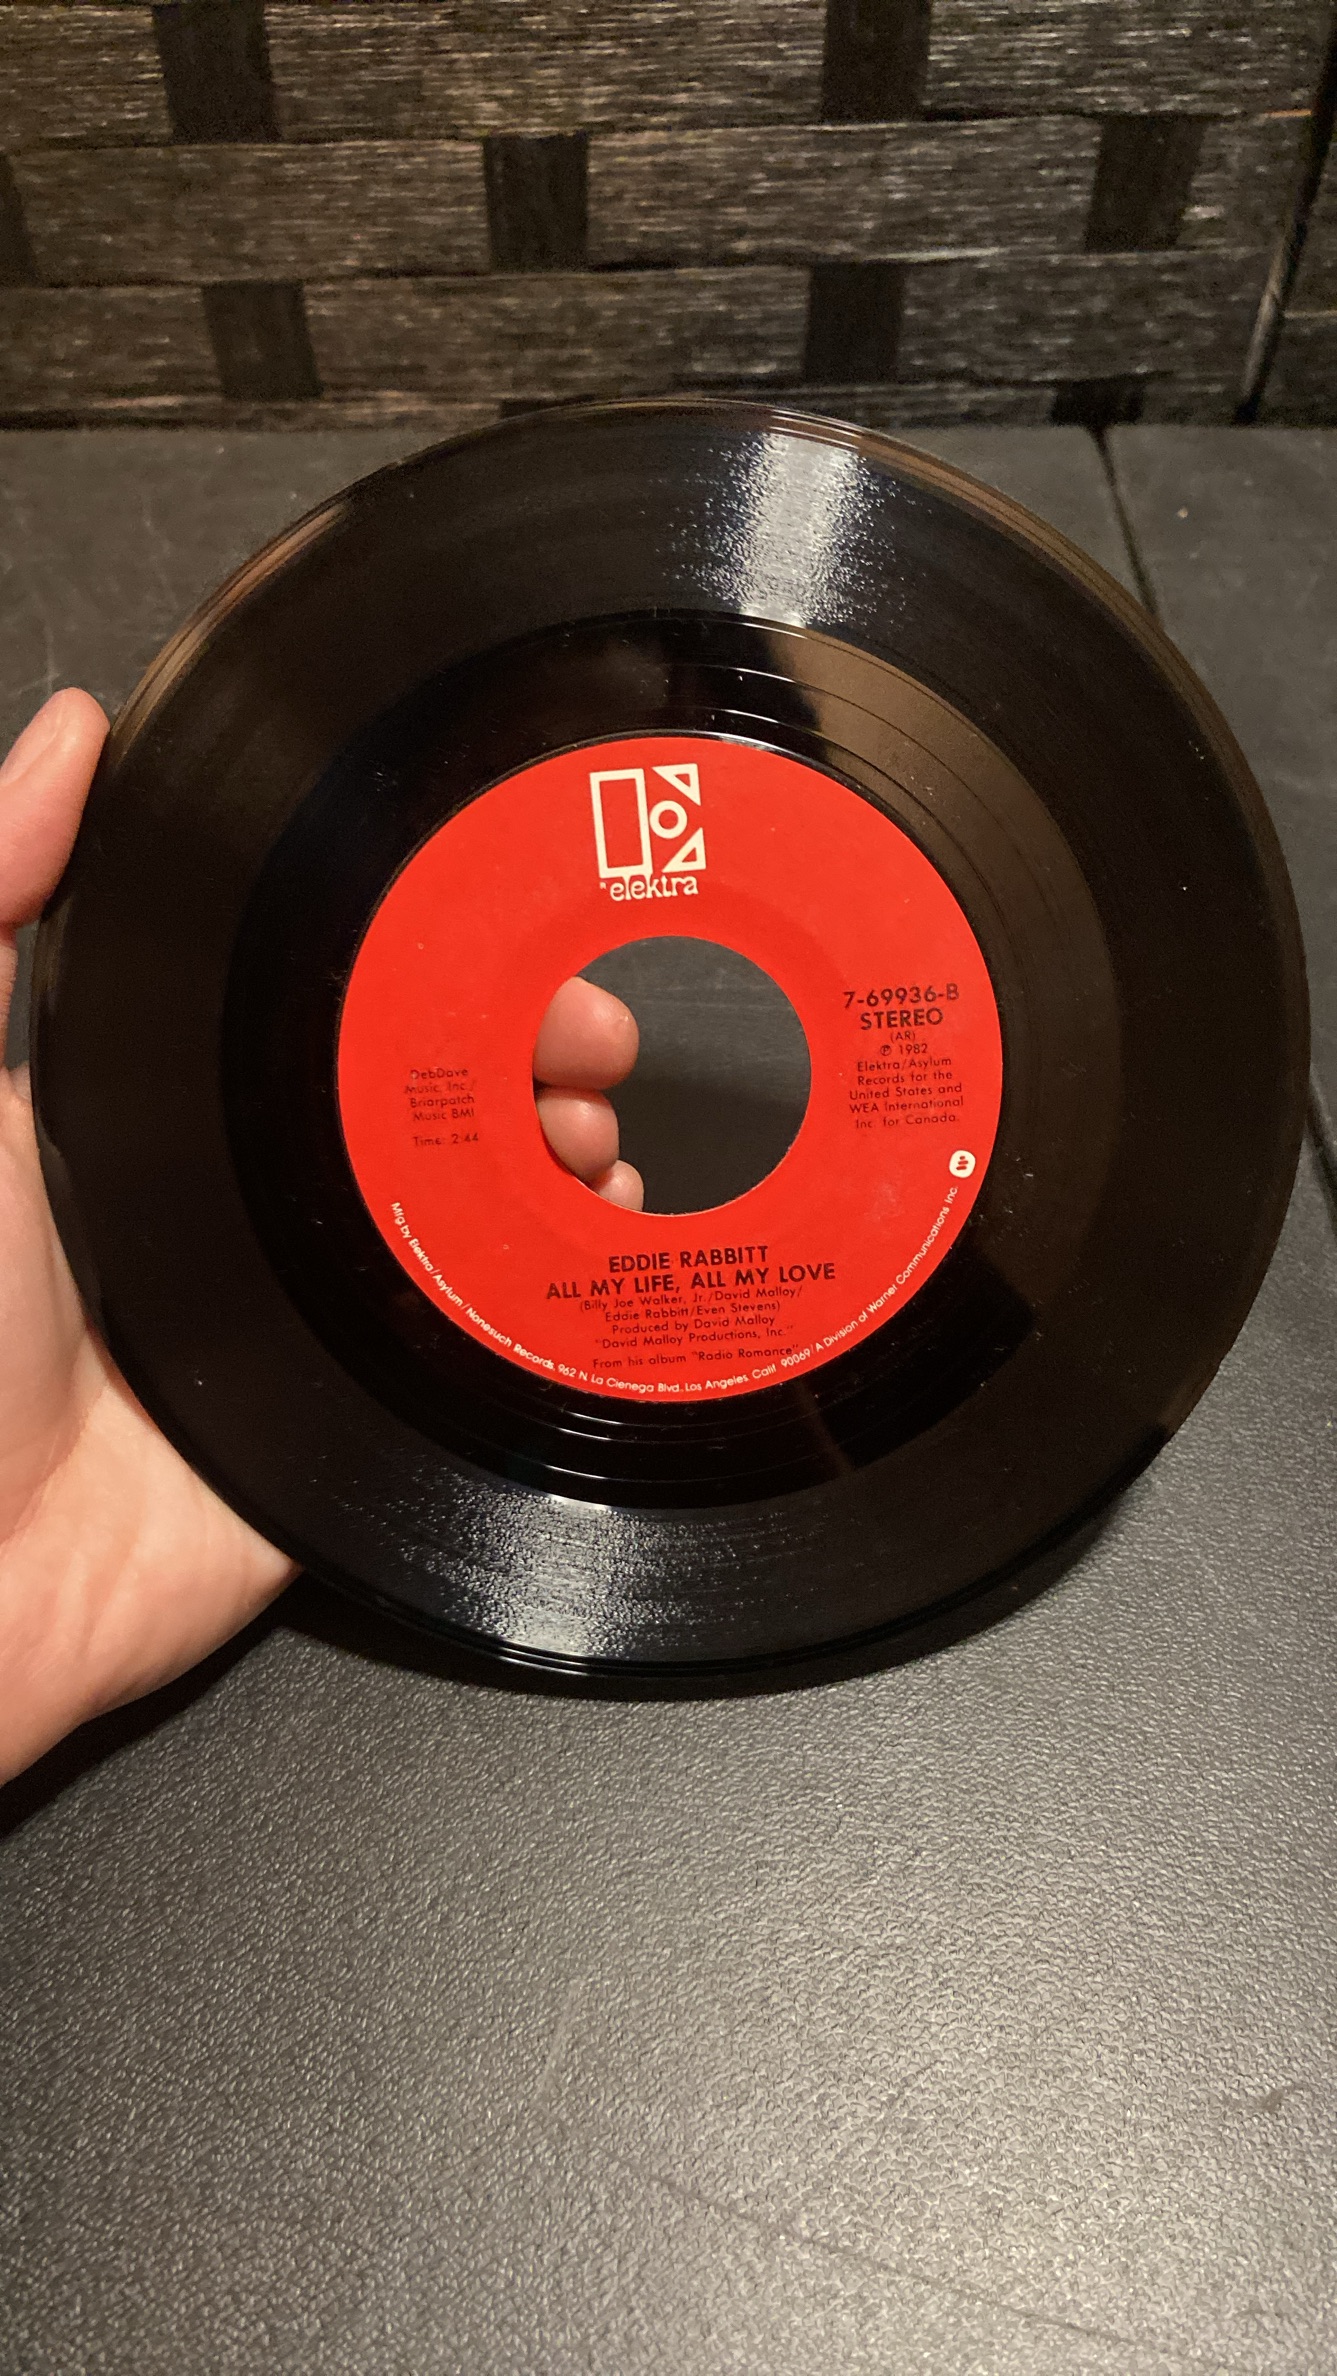 elektra
7-69936-B
STEREO
(AR)
℗ 1982
Elektra/Asylum
Records for the
United States and
WEA International
Inc. for Canada.
DebDave
Music, Inc./
Briarpatch
Music BMI
Time: 2:44
EDDIE RABBITT
ALL MY LIFE, ALL MY LOVE
(Billy Joe Walker, Jr./David Malloy/
Eddie Rabbitt/Even Stevens)
Produced by David Malloy
"David Malloy Productions, Inc."
From his album "Radio Romance"
Mfg by Elektra/Asylum/Nonesuch Records, 962 N. La Cienega Blvd., Los Angeles, Calif. 90069/A Division of Warner Communications Inc.